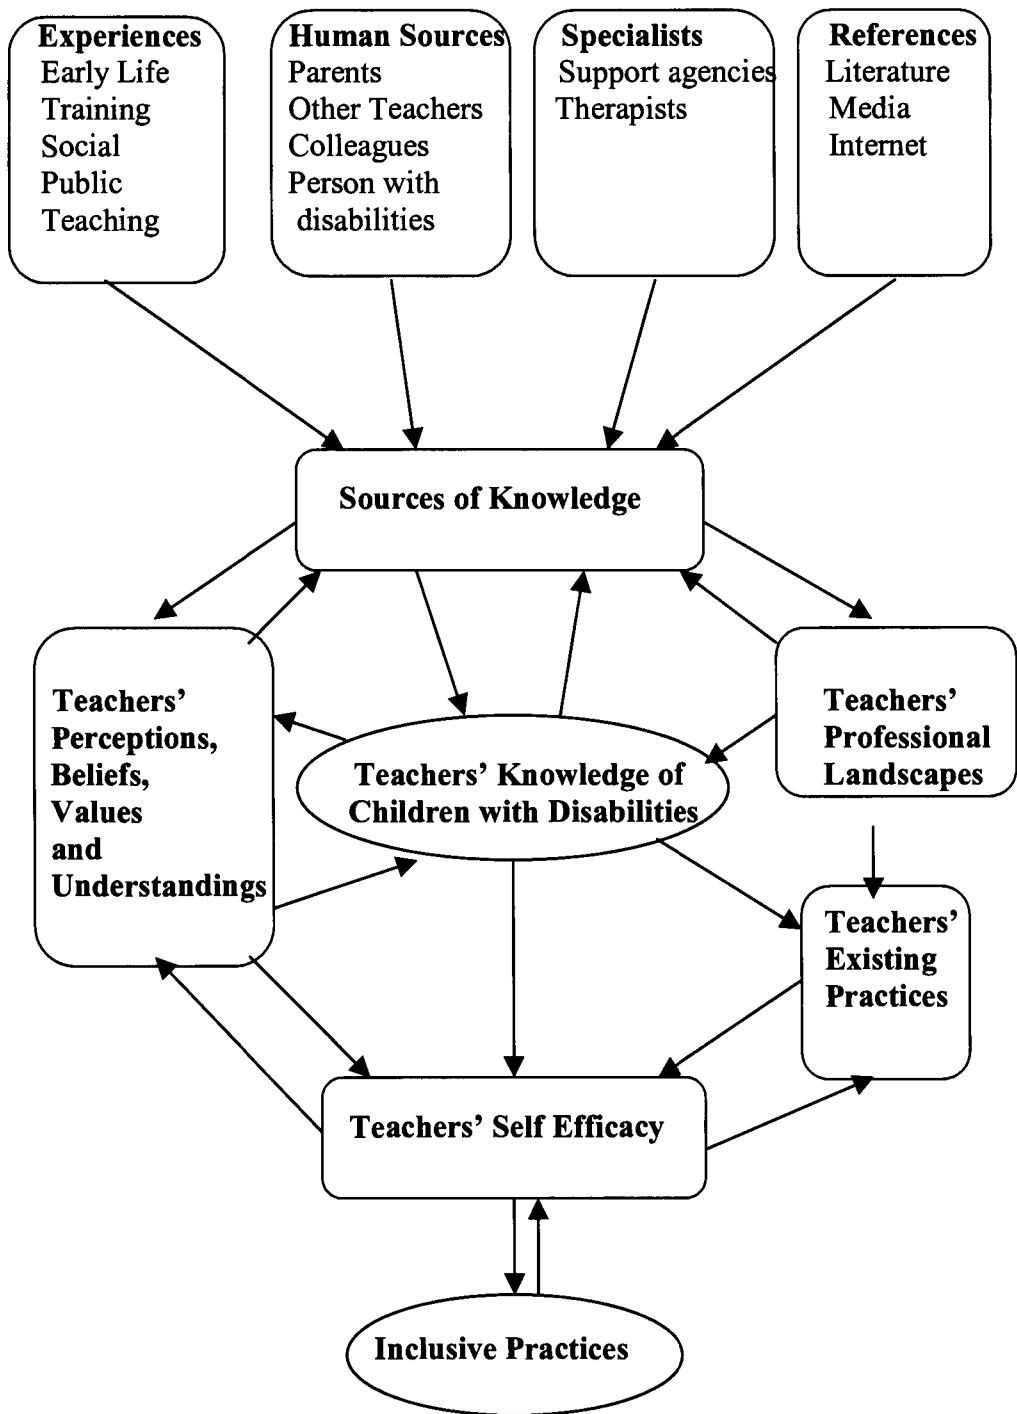 Experiences
Early Life
Training
Social
Public
Teaching
Human Sources
Parents
Other Teachers
Colleagues
Person with
disabilities
Specialists
Support agencies
Therapists
References
Literature
Media
Internet
Sources of Knowledge
Teachers’
Perceptions,
Beliefs,
Values
and
Understandings
Teachers’ Knowledge of
Children with Disabilities
Teachers’
Professional
Landscapes
Teachers’
Existing
Practices
Teachers’ Self Efficacy
Inclusive Practices